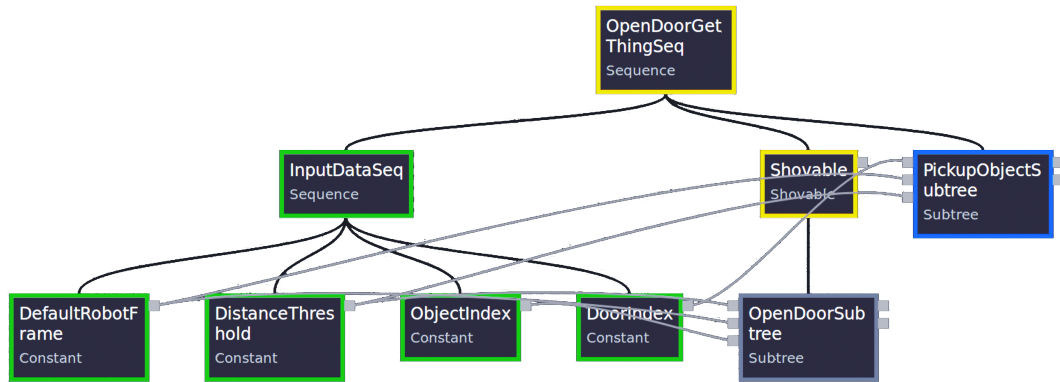 OpenDoorGet
ThingSeq
Sequence
InputDataSeq
Sequence
Shovable
Shovable
PickupObjectS
ubtree
Subtree
DefaultRobotF
rame
Constant
DistanceThres
hold
Constant
ObjectIndex
Constant
DoorIndex
Constant
OpenDoorSub
tree
Subtree